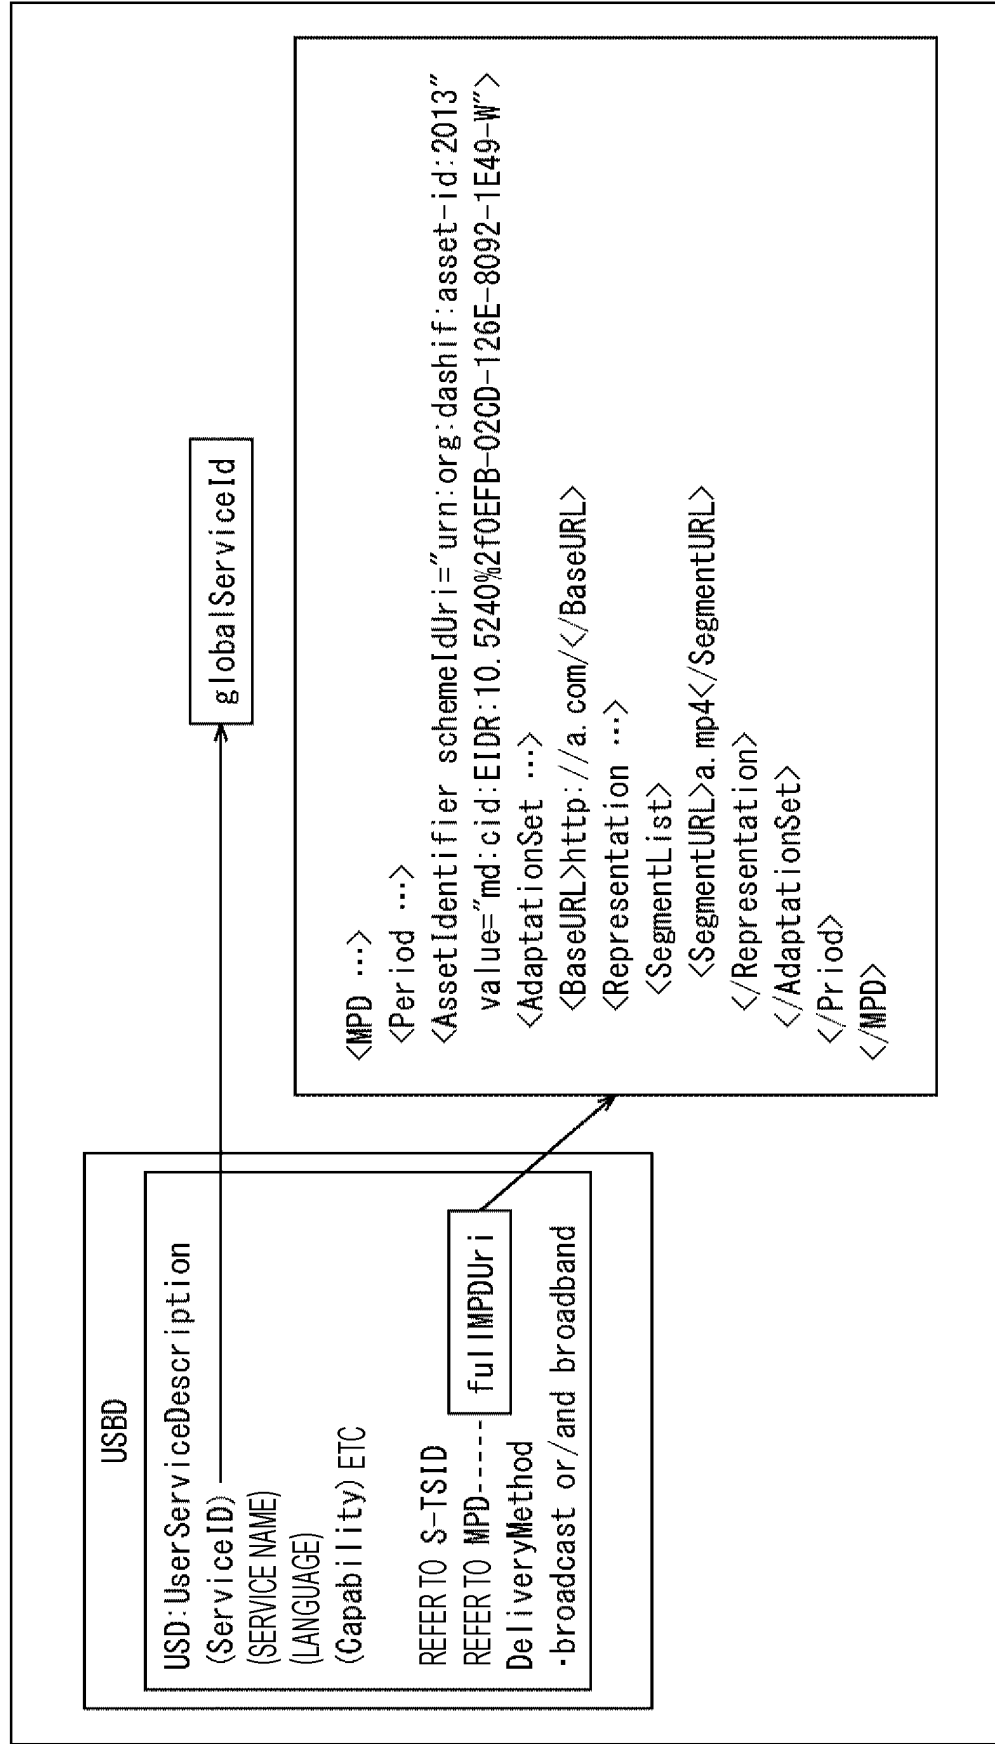 USBD
USD:UserServiceDescription
(ServiceID)
(SERVICE NAME)
(LANGUAGE)
(Capability) ETC
REFER TO S-TSID
REFER TO MPD------
fullMPDUri
DeliveryMethod
・broadcast or/and broadband
globalServiceId
<MPD ...>
<Period ...>
<AssetIdentifier schemeIdUri="urn:org:dashif:asset-id:2013"
value="md:cid:EIDR:10.5240%2f0EFB-02CD-126E-8092-1E49-W">
<AdaptationSet ...>
<BaseURL>http://a.com/</BaseURL>
<Representation ...>
<SegmentList>
<SegmentURL>a.mp4</SegmentURL>
</Representation>
</AdaptationSet>
</Priod>
</MPD>